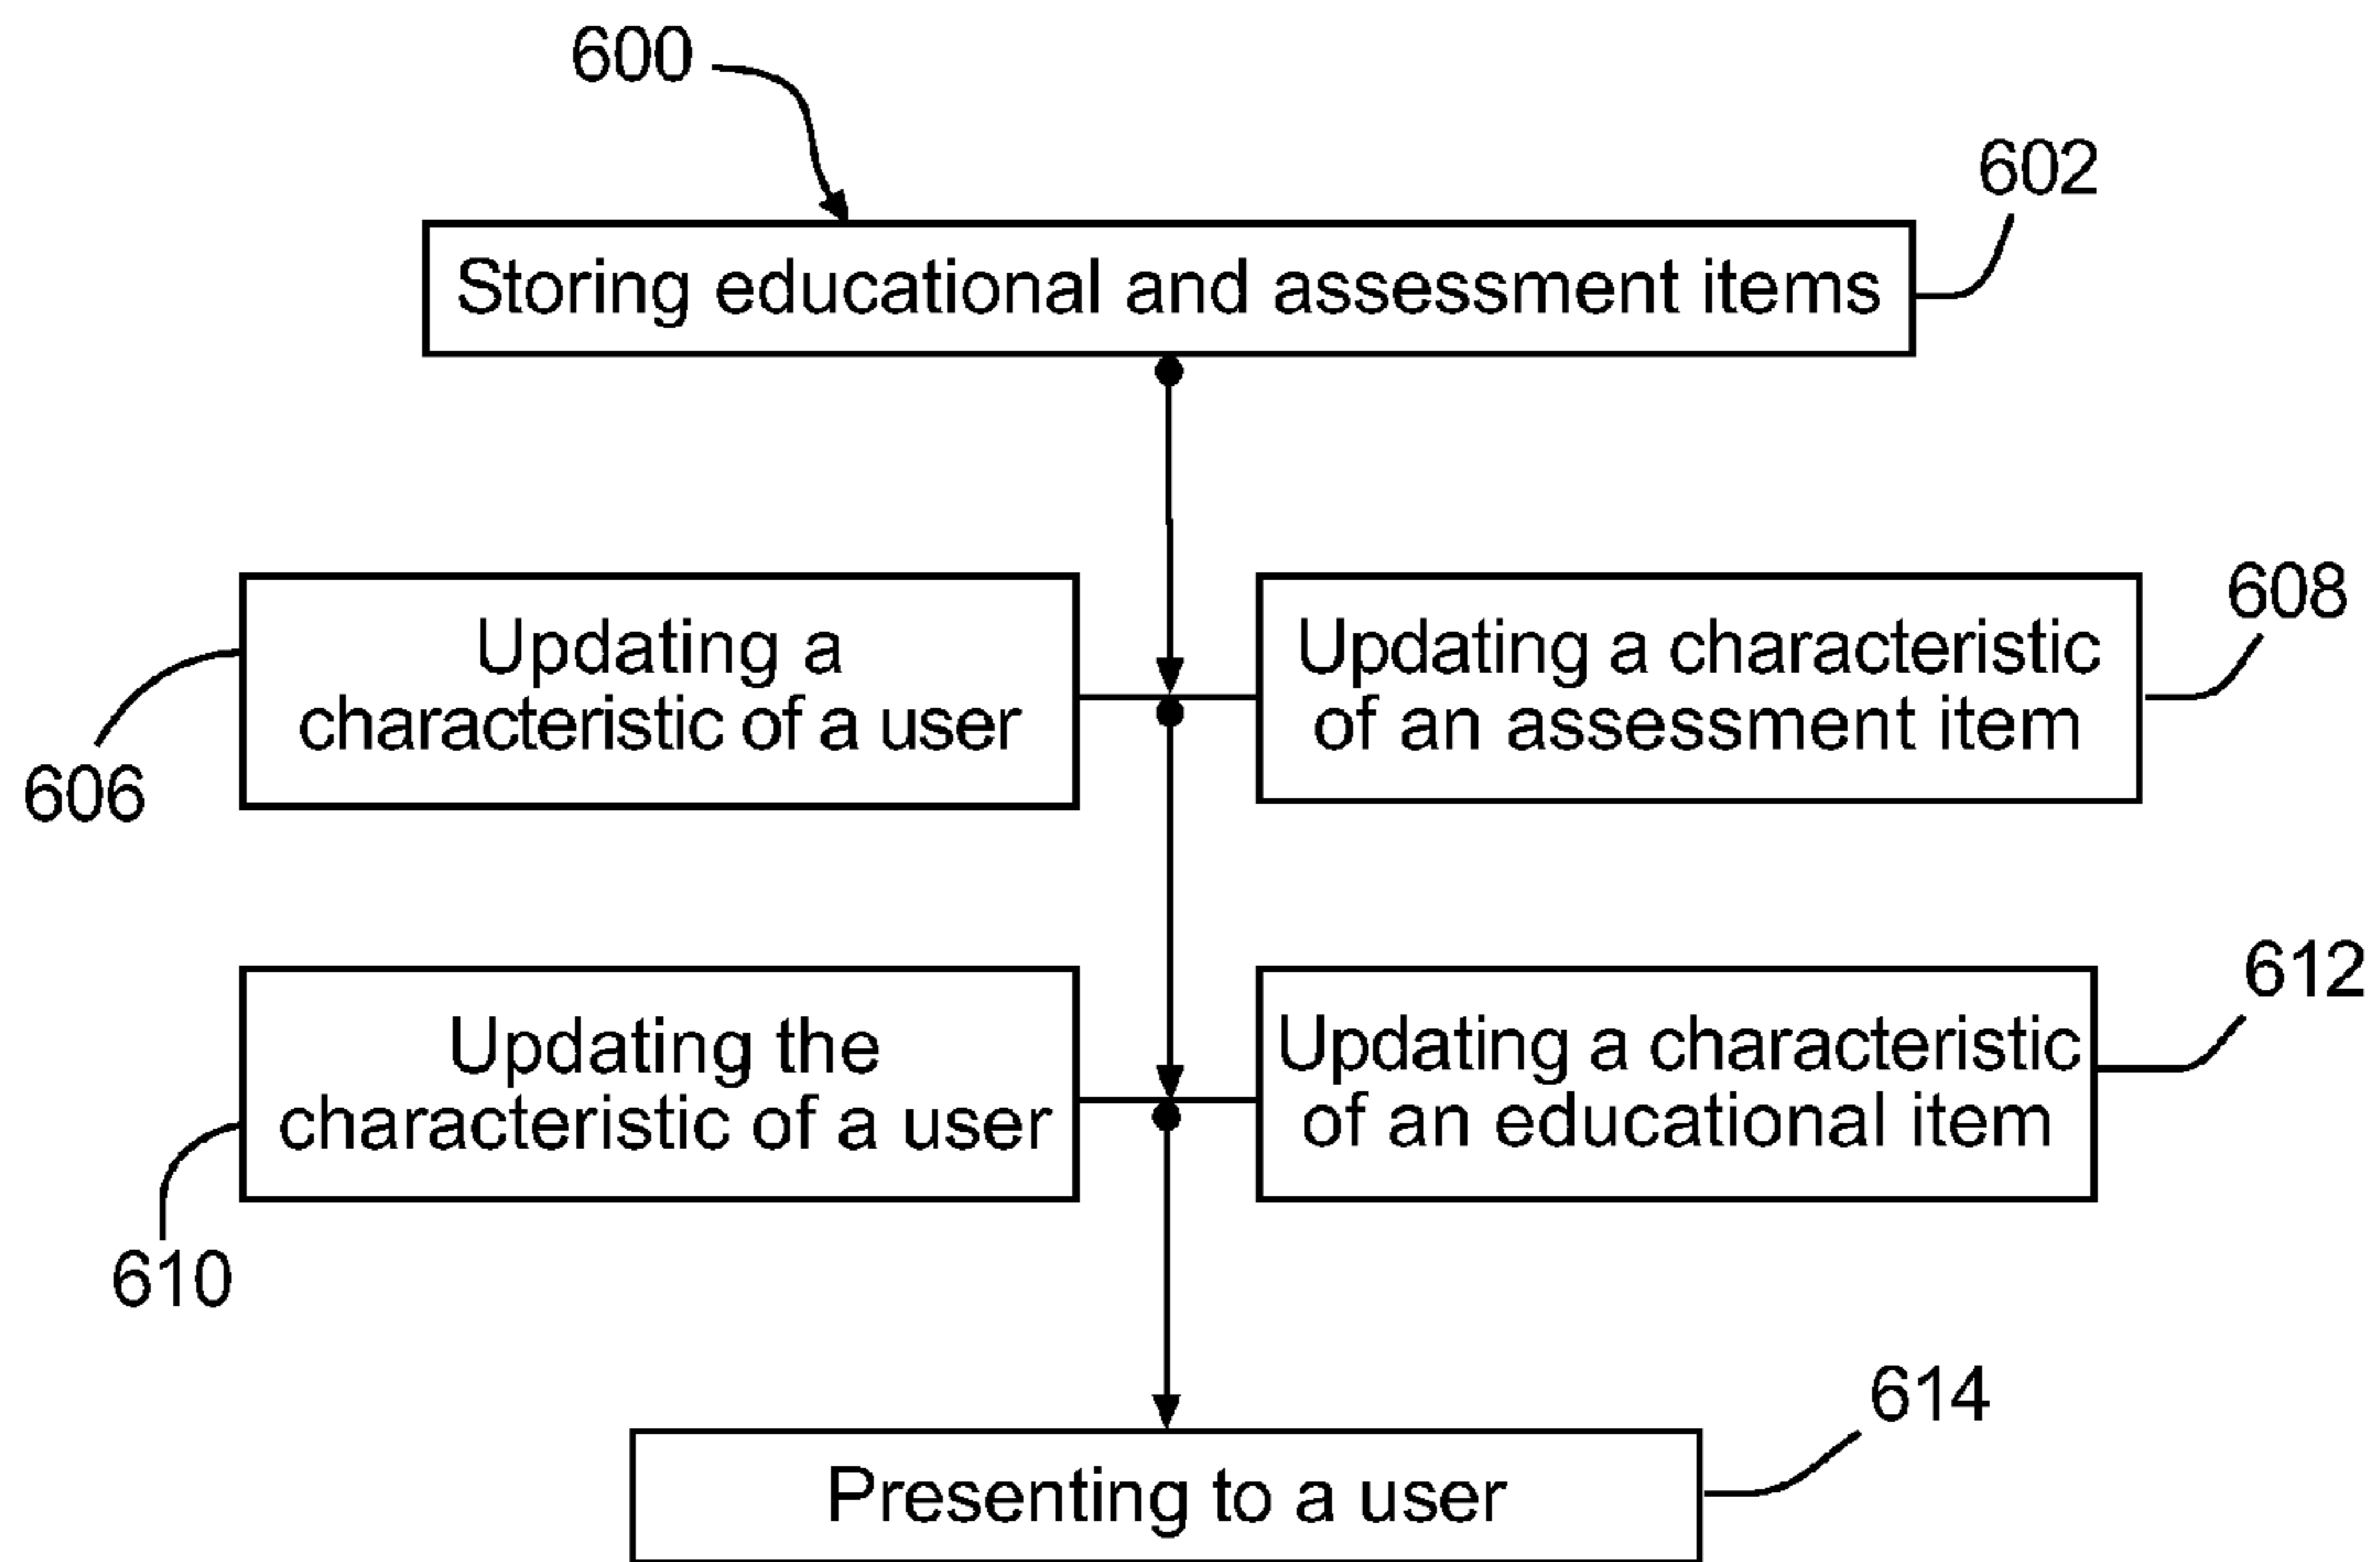 600
602
Storing educational and assessment items
608
Updating a
characteristic of a user
Updating a characteristic
of an assessment item
606
612
Updating the
characteristic of a user
Updating a characteristic
of an educational item
610
614
Presenting to a user